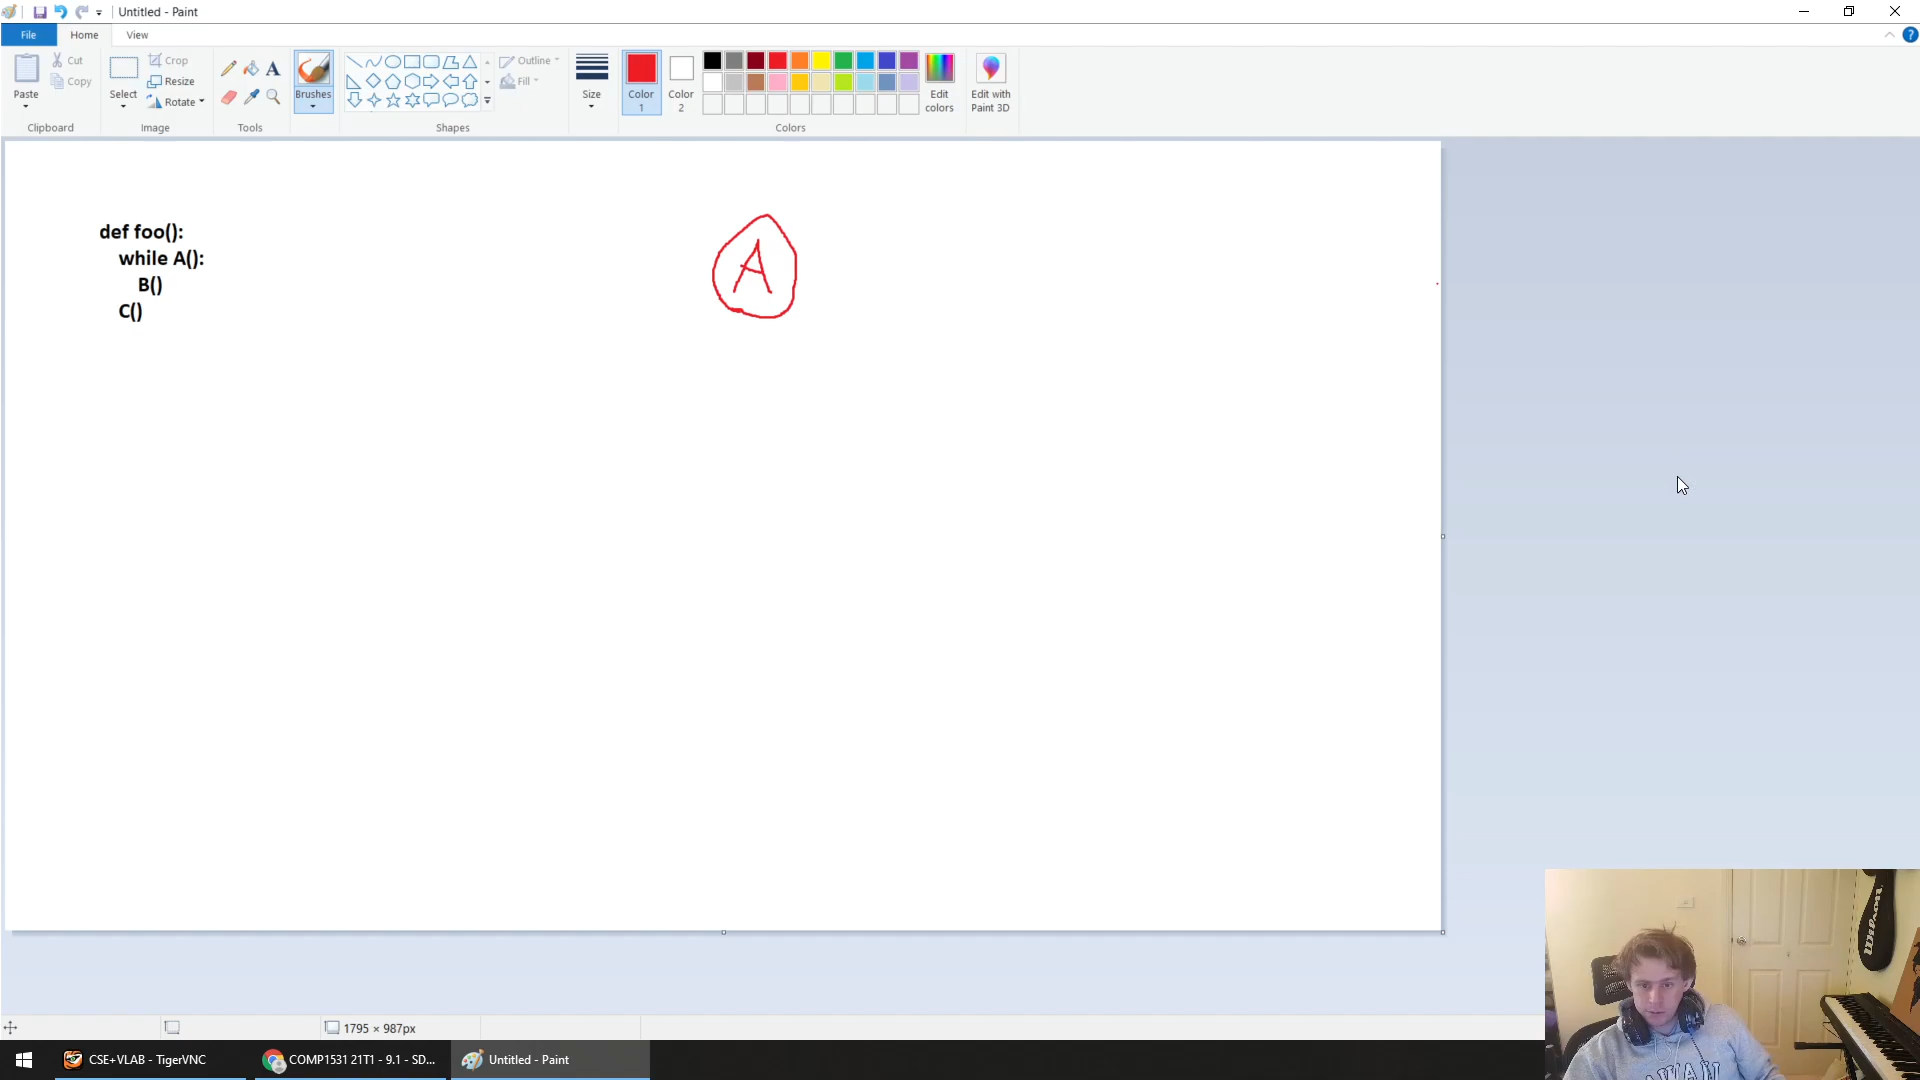 Untitled - Paint
File Home View
Paste
Cut
Copy
Clipboard
Select
Crop
Resize
Rotate
Image
A
Tools
Brushes
Shapes
Outline
Fill
Size
Color
1
Color
2
Edit
colors
Colors
Edit with
Paint 3D
?
def foo():
while A():
B()
C()
A
Wilson
1795 × 987px
CSE+VLAB - TigerVNC
COMP1531 21T1 - 9.1 - SD...
Untitled - Paint